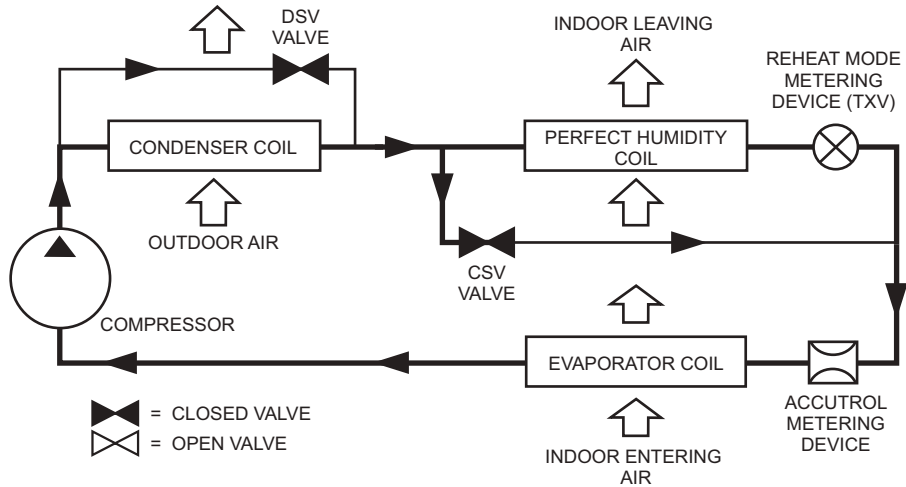 DSV
VALVE
INDOOR LEAVING
AIR
REHEAT MODE
METERING
DEVICE (TXV)
CONDENSER COIL
PERFECT HUMIDITY
COIL
OUTDOOR AIR
CSV
VALVE
COMPRESSOR
EVAPORATOR COIL
ACCUTROL
METERING
DEVICE
= CLOSED VALVE
= OPEN VALVE
INDOOR ENTERING
AIR